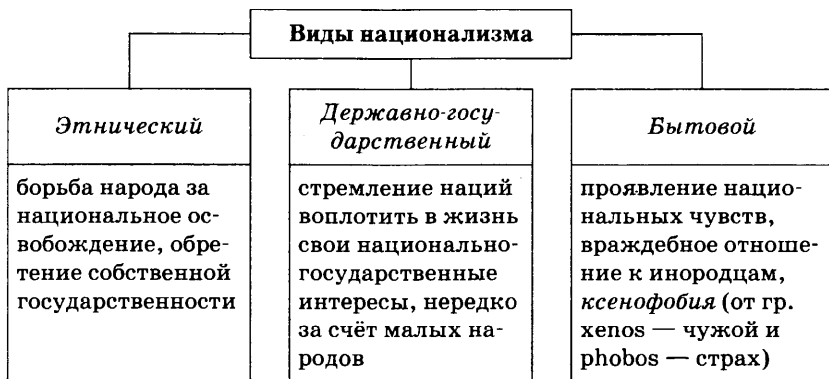 Виды национализма
Этнический
борьба народа за
национальное ос-
вобождение, обре-
тение собственной
государственности
Державно-госу-
дарственный
стремление наций
воплотить в жизнь
свои национально-
государственные
интересы, нередко
за счёт малых на-
родов
Бытовой
проявление нацио-
нальных чувств,
враждебное отноше-
ние к инородцам,
ксенофобия (от гр.
xenos — чужой и
phobos — страх)